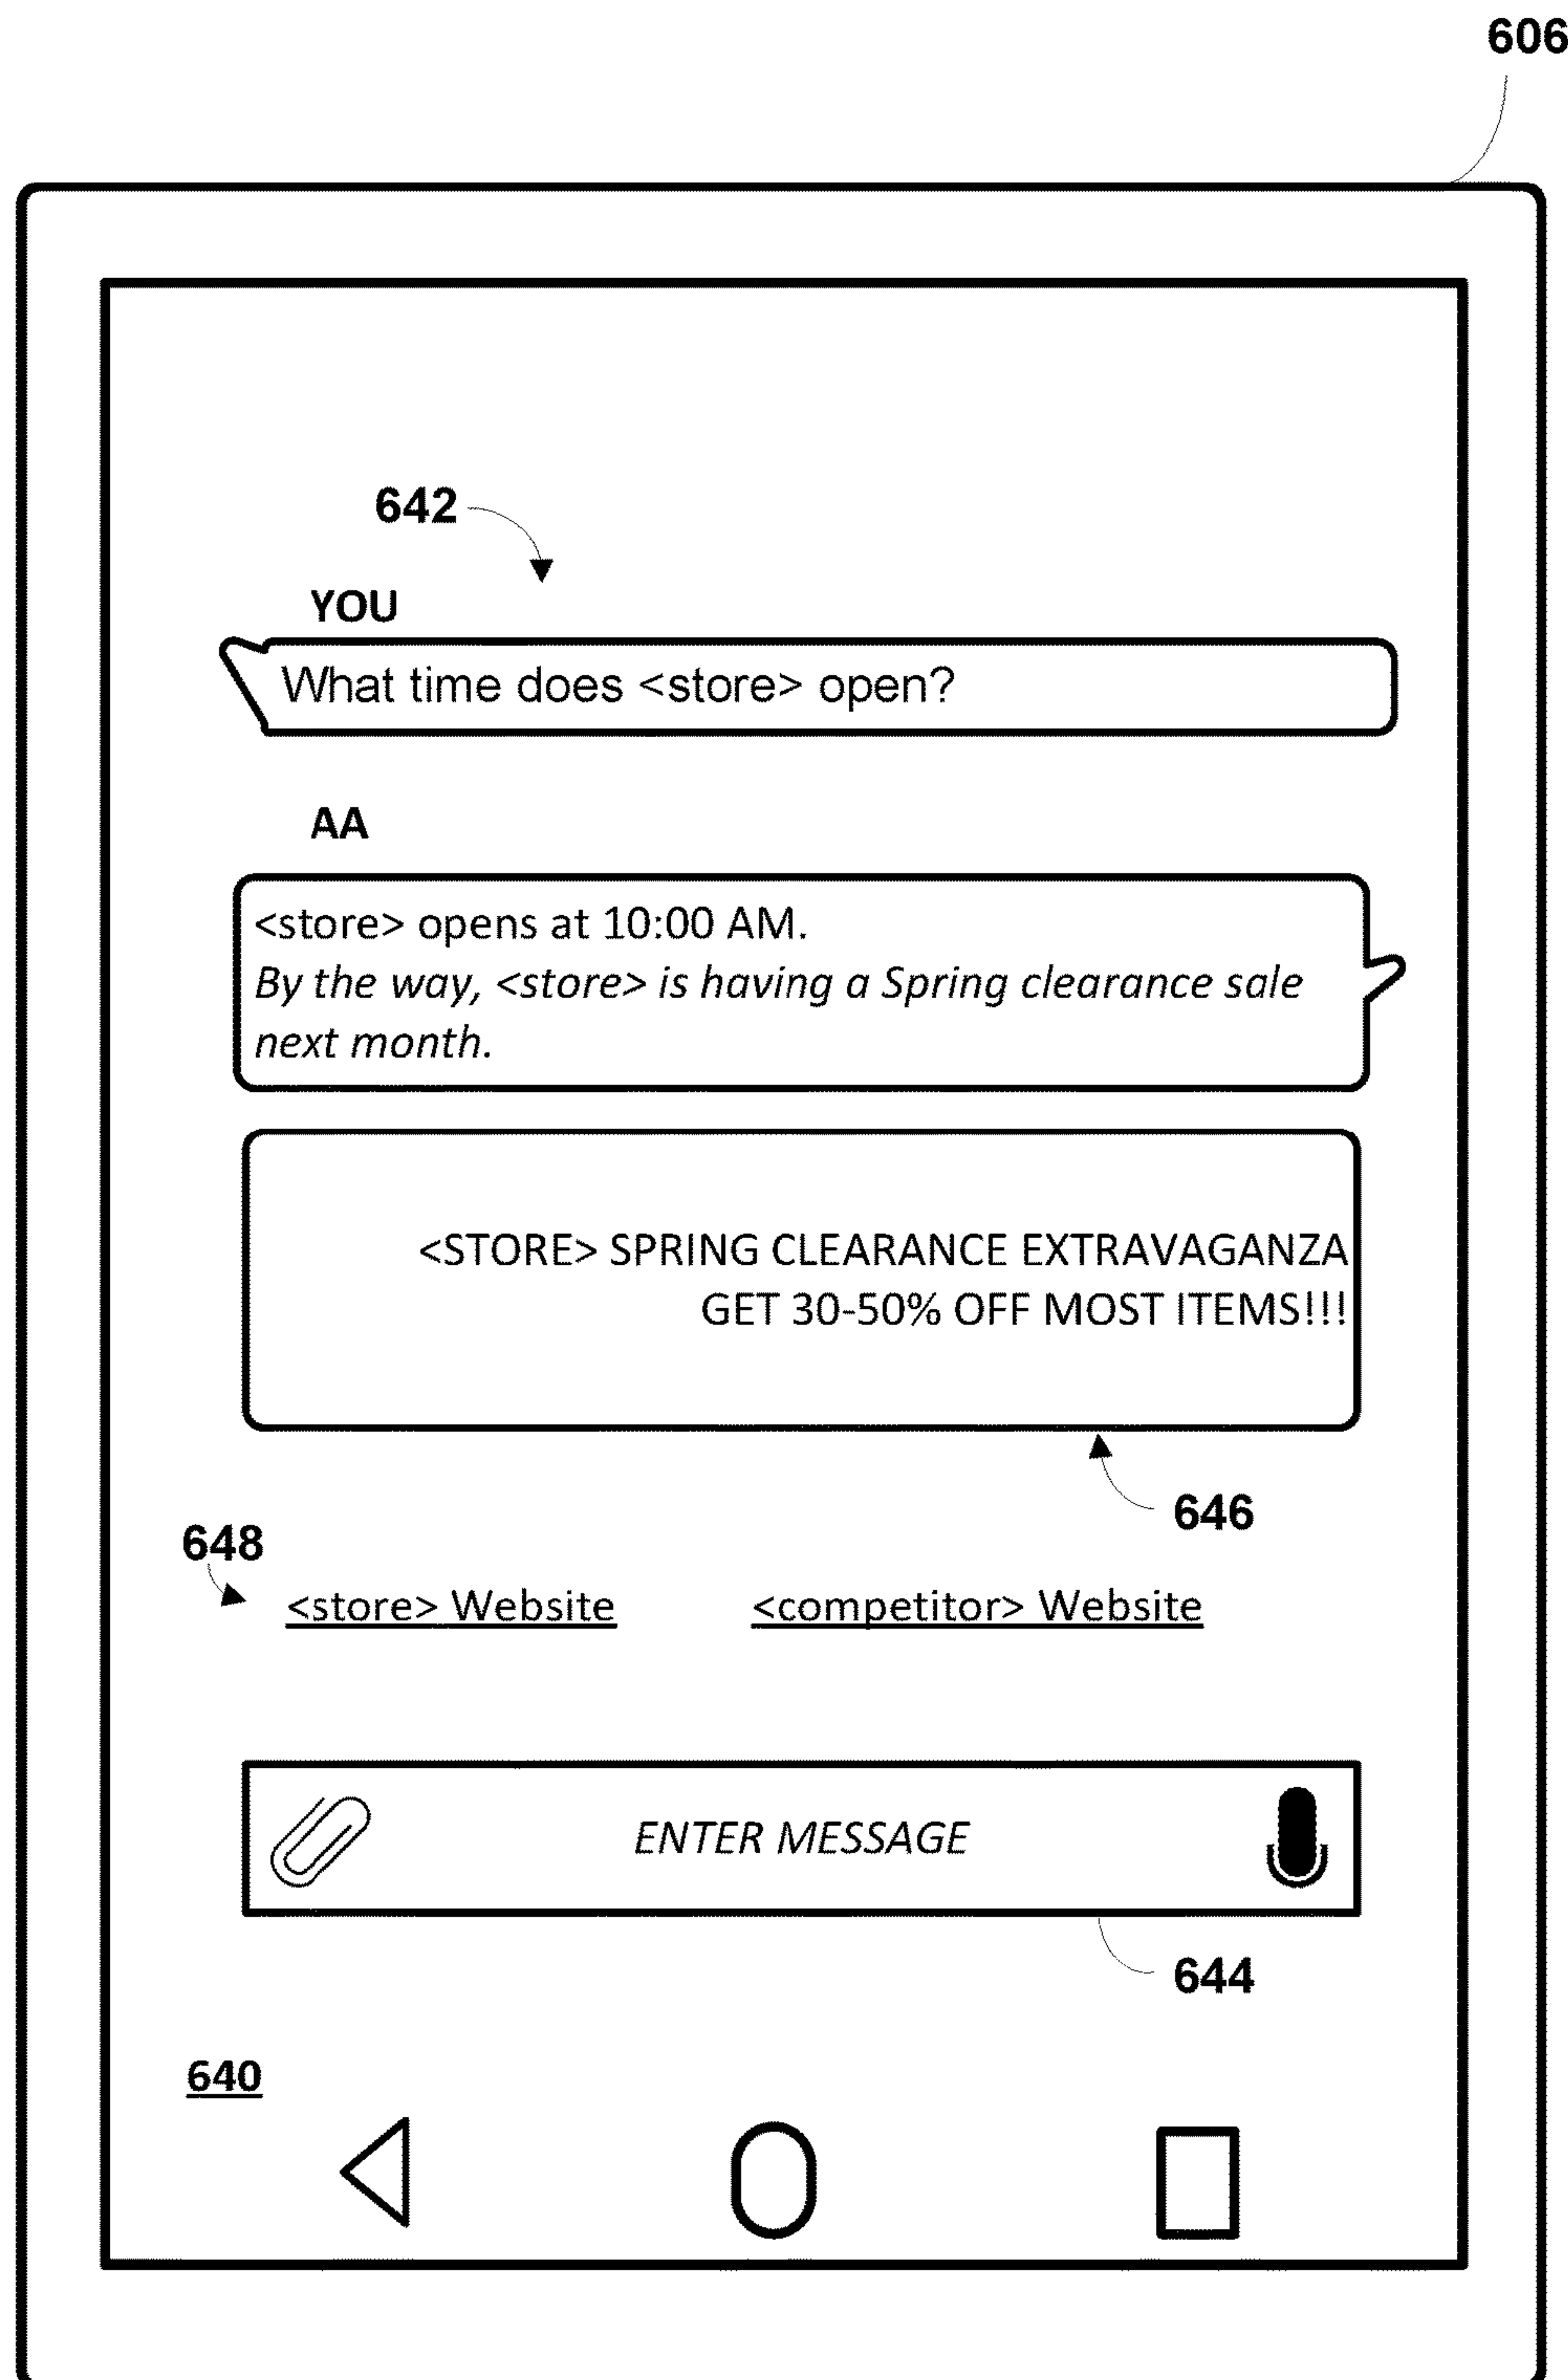 606
642
YOU
What time does <store> open?
AA
<store> opens at 10:00 AM.
By the way, <store> is having a Spring clearance sale
next month.
<STORE> SPRING CLEARANCE EXTRAVAGANZA
GET 30-50% OFF MOST ITEMS!!!
646
648
<store> Website <competitor> Website
ENTER MESSAGE
644
640